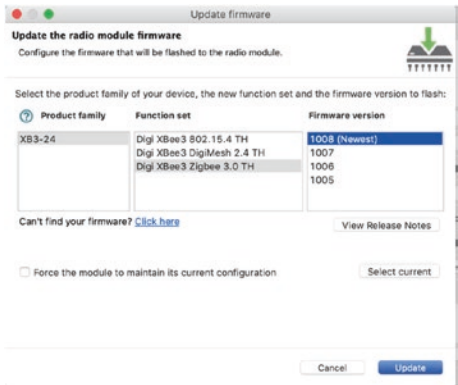 Update firmware
Update the radio module firmware
Configure the firmware that will be flashed to the radio module.
Select the product family of your device, the new function set and the firmware version to flash:
Product family
Function set
Firmware version
XB3-24
Digi XBee3 802.15.4 TH
Digi XBee3 DigiMesh 2.4 TH
Digi XBee3 Zigbee 3.0 TH
1008 (Newest)
1007
1006
1005
Can't find your firmware? Click here
View Release Notes
Force the module to maintain its current configuration
Select current
Cancel
Update